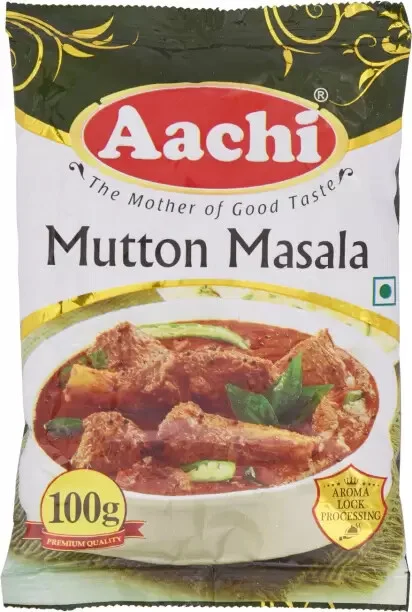 Aachi®
The Mother of Good Taste
Mutton Masala
100g
PREMIUM QUALITY
AROMA
LOCK
PROCESSING